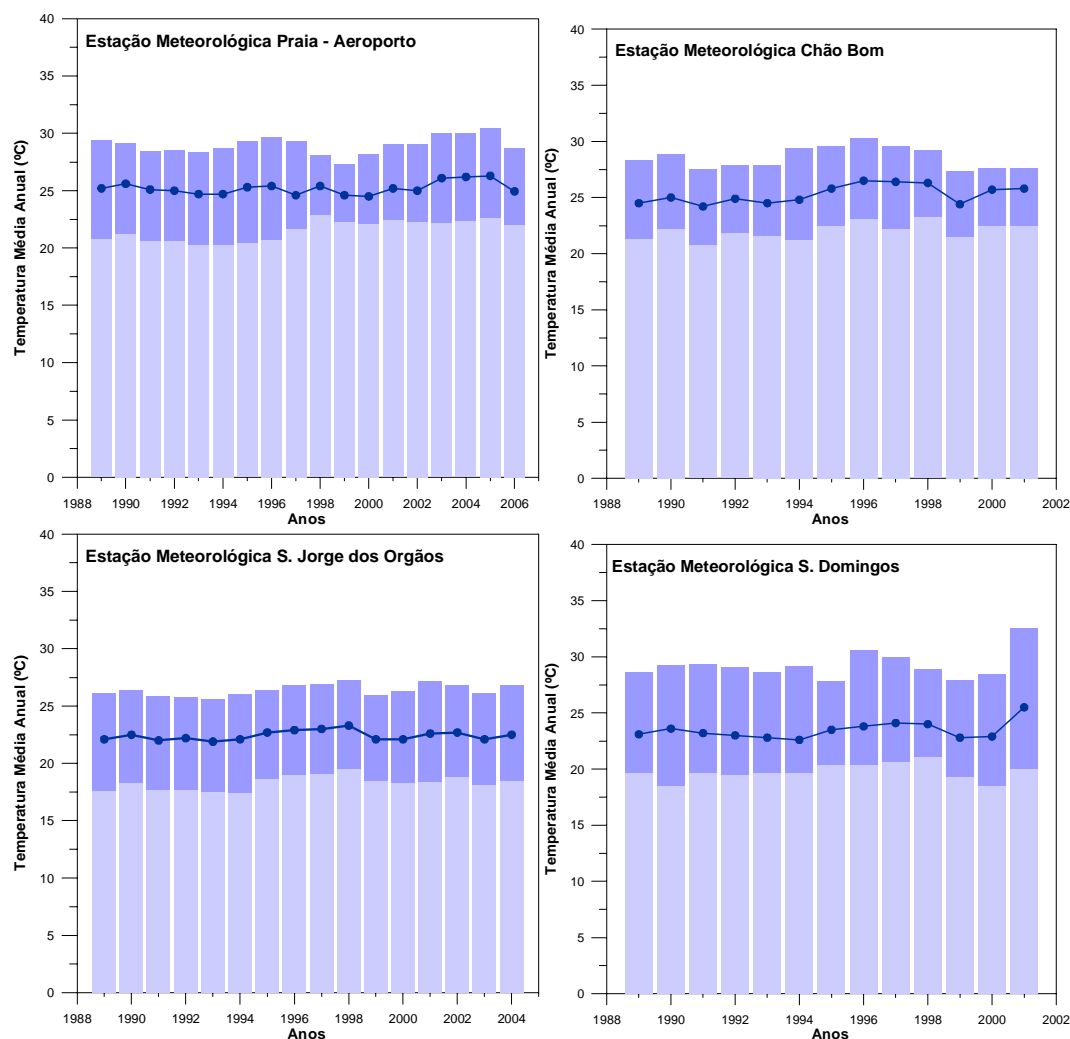 Estação Meteorológica Praia - Aeroporto
Temperatura Média Anual (ºC)
40
35
30
25
20
15
10
5
0
1988 1990 1992 1994 1996 1998 2000 2002 2004 2006
Anos
Estação Meteorológica Chão Bom
Temperatura Média Anual (ºC)
40
35
30
25
20
15
10
5
0
1988 1990 1992 1994 1996 1998 2000 2002
Anos
Estação Meteorológica S. Jorge dos Orgãos
Temperatura Média Anual (ºC)
40
35
30
25
20
15
10
5
0
1988 1990 1992 1994 1996 1998 2000 2002 2004
Anos
Estação Meteorológica S. Domingos
Temperatura Média Anual (ºC)
40
35
30
25
20
15
10
5
0
1988 1990 1992 1994 1996 1998 2000 2002
Anos